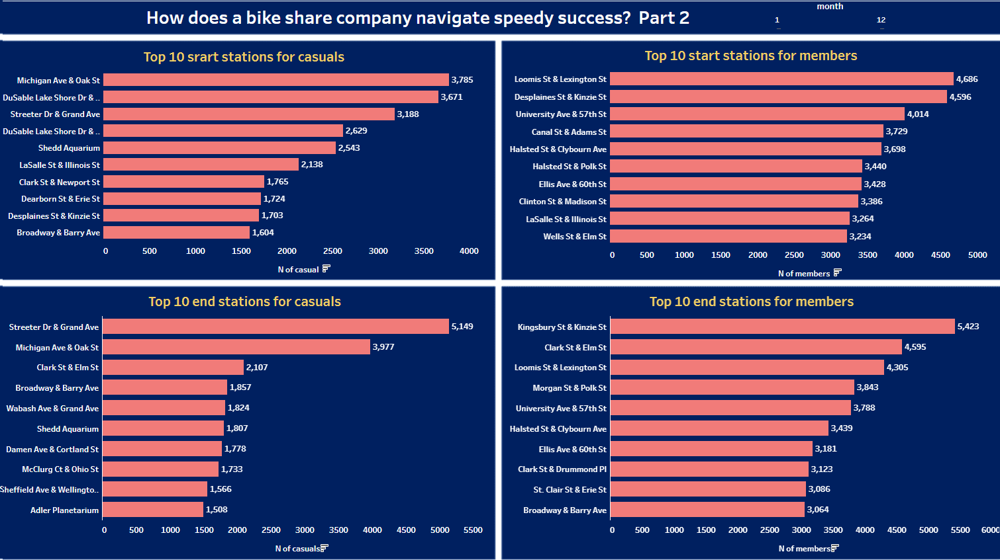 How does a bike share company navigate speedy success?  Part 2
month
1 12
Top 10 srart stations for casuals
Michigan Ave & Oak St 3,785
DuSable Lake Shore Dr & .. 3,671
Streeter Dr & Grand Ave 3,188
DuSable Lake Shore Dr & .. 2,629
Shedd Aquarium 2,543
LaSalle St & Illinois St 2,138
Clark St & Newport St 1,765
Dearborn St & Erie St 1,724
Desplaines St & Kinzie St 1,703
Broadway & Barry Ave 1,604
0 500 1000 1500 2000 2500 3000 3500 4000
N of casual
Top 10 start stations for members
Loomis St & Lexington St 4,686
Desplaines St & Kinzie St 4,596
University Ave & 57th St 4,014
Canal St & Adams St 3,729
Halsted St & Clybourn Ave 3,698
Halsted St & Polk St 3,440
Ellis Ave & 60th St 3,428
Clinton St & Madison St 3,386
LaSalle St & Illinois St 3,264
Wells St & Elm St 3,234
0 500 1000 1500 2000 2500 3000 3500 4000 4500 5000
N of members
Top 10 end stations for casuals
Streeter Dr & Grand Ave 5,149
Michigan Ave & Oak St 3,977
Clark St & Elm St 2,107
Broadway & Barry Ave 1,857
Wabash Ave & Grand Ave 1,824
Shedd Aquarium 1,807
Damen Ave & Cortland St 1,778
McClurg Ct & Ohio St 1,733
Sheffield Ave & Wellingto.. 1,566
Adler Planetarium 1,508
0 500 1000 1500 2000 2500 3000 3500 4000 4500 5000 5500
N of casuals
Top 10 end stations for members
Kingsbury St & Kinzie St 5,423
Clark St & Elm St 4,595
Loomis St & Lexington St 4,305
Morgan St & Polk St 3,843
University Ave & 57th St 3,788
Halsted St & Clybourn Ave 3,439
Ellis Ave & 60th St 3,181
Clark St & Drummond Pl 3,123
St. Clair St & Erie St 3,086
Broadway & Barry Ave 3,064
0 500 1000 1500 2000 2500 3000 3500 4000 4500 5000 5500 6000
N of members